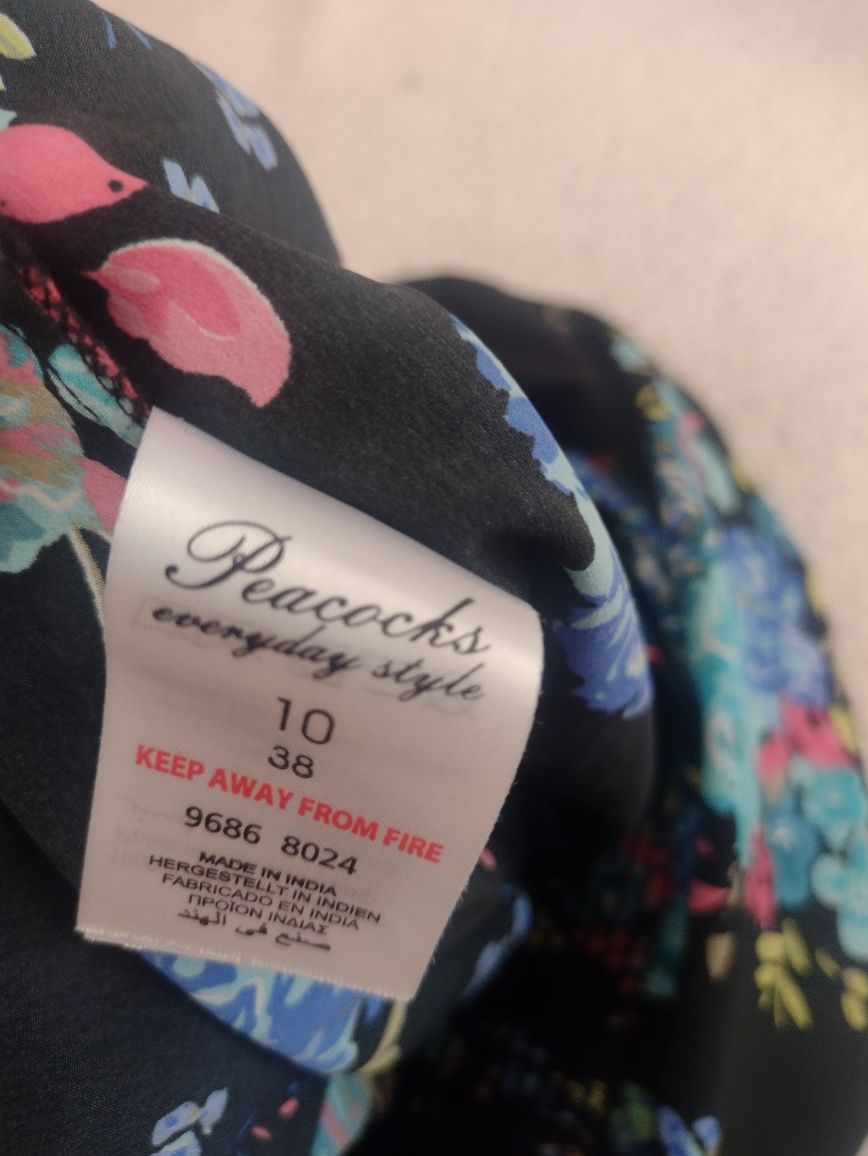 Peacocks
everyday style
10
38
KEEP AWAY FROM FIRE
9686 8024
MADE IN INDIA
HERGESTELLT IN INDIEN
FABRICADO EN INDIA
ΠΡΟΪΟΝ ΙΝΔΙΑΣ
صنع في الهند